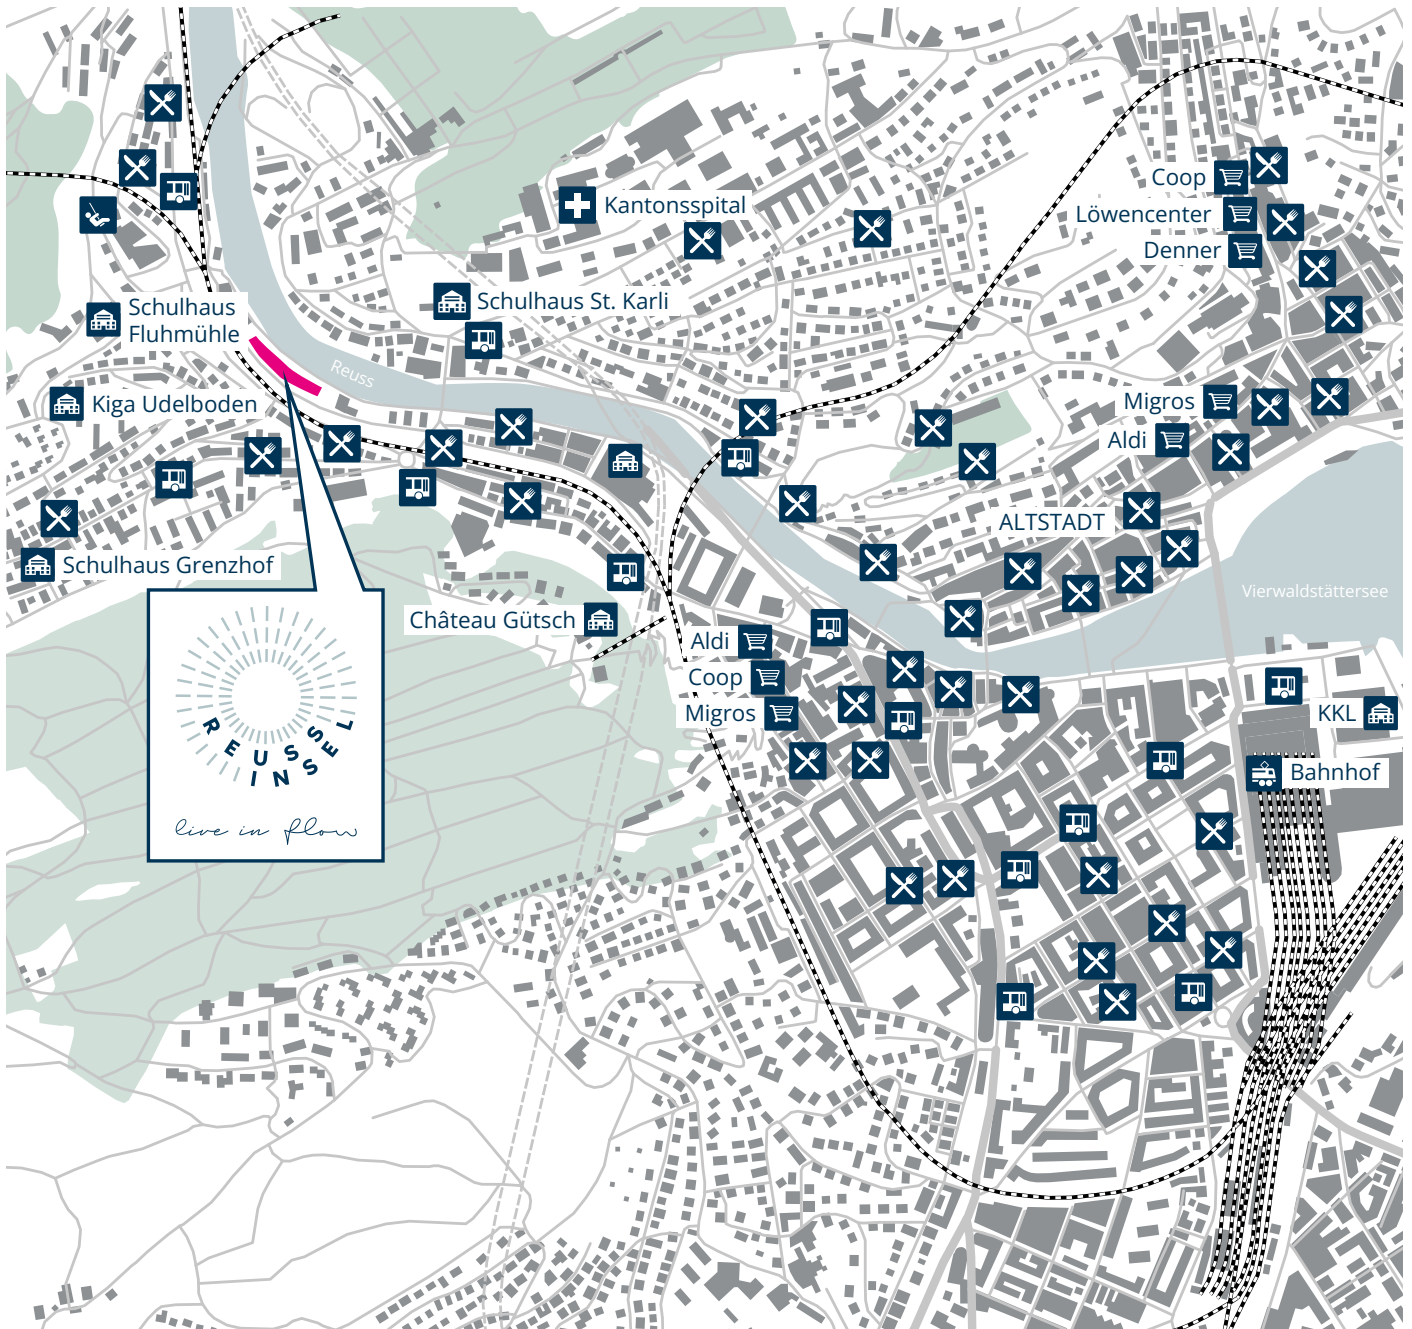 Coop
Löwencenter
Kantonsspital
Denner
Schulhaus
Fluhmühle
Schulhaus St. Karli
Reuss
Kiga Udelboden
Migros
Aldi
ALTSTADT
Schulhaus Grenzhof
Vierwaldstättersee
Château Gütsch
Aldi
Coop
Migros
KKL
Bahnhof
REUSS
INSEL
live in flow